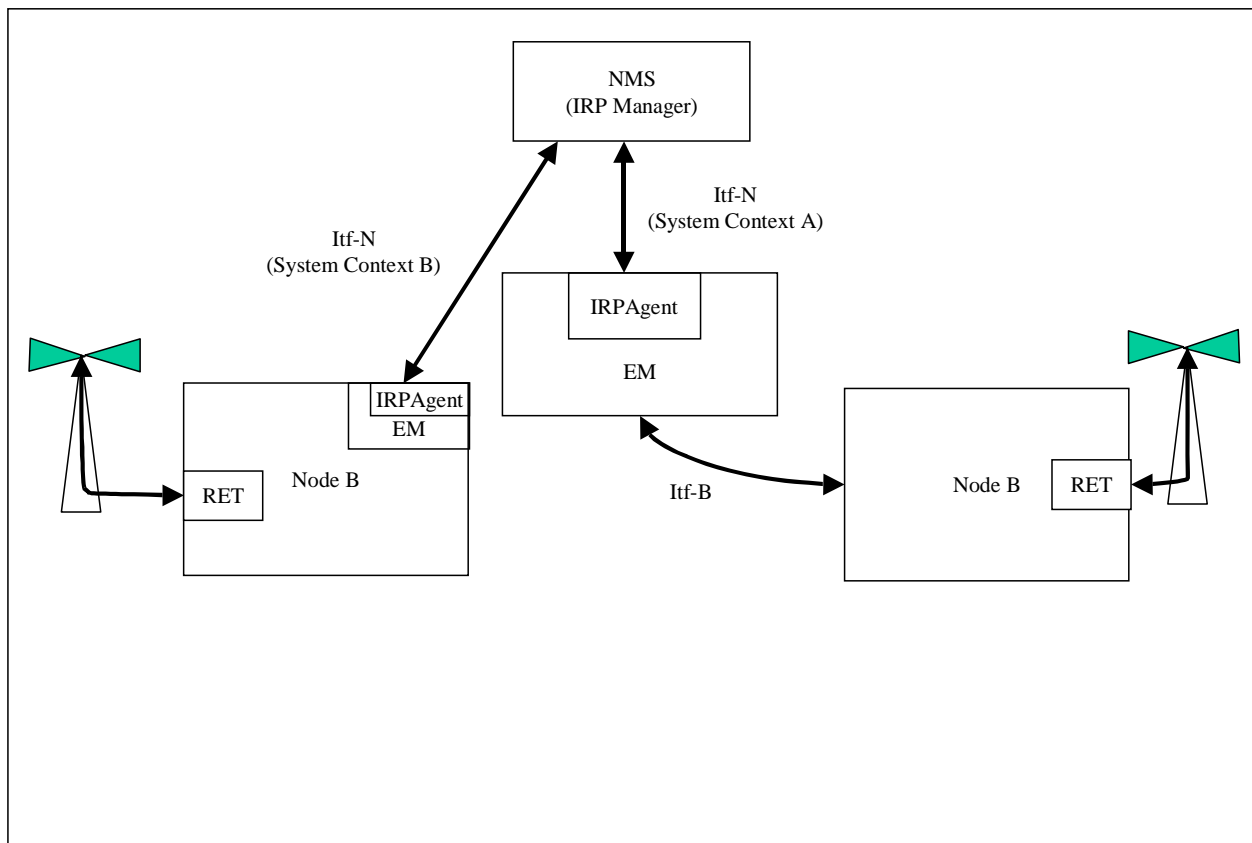 NMS
(IRP Manager)
Itf-N
(System Context A)
Itf-N
(System Context B)
IRPAgent
EM
IRPAgent
EM
Node B
RET
Itf-B
Node B
RET